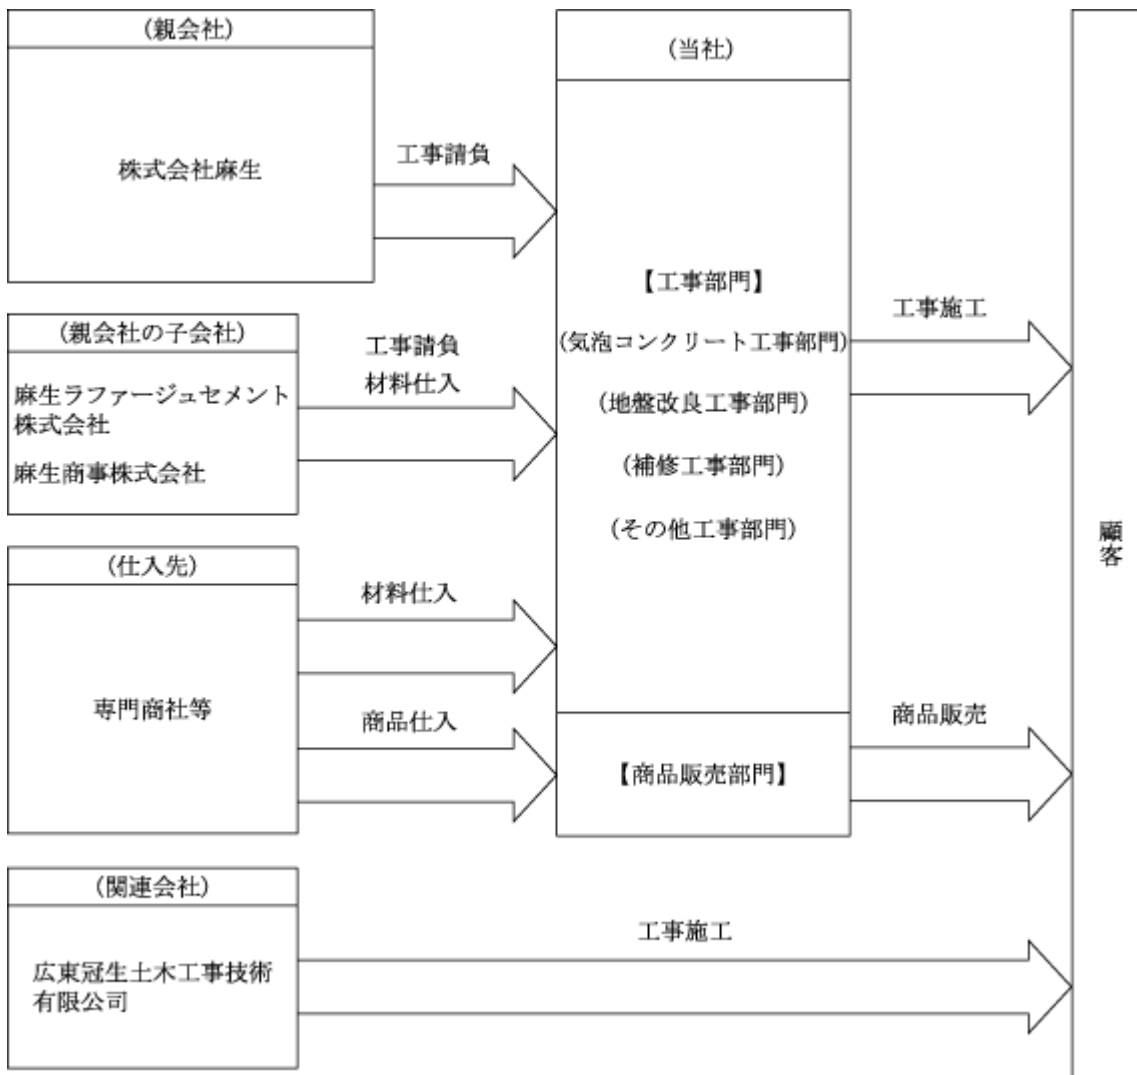 (親会社)
株式会社麻生
工事請負
(親会社の子会社)
麻生ラファージュセメント
株式会社
麻生商事株式会社
工事請負
材料仕入
(仕入先)
専門商社等
材料仕入
商品仕入
(関連会社)
広東冠生土木工事技術
有限公司
工事施工
(当社)
【工事部門】
(気泡コンクリート工事部門)
(地盤改良工事部門)
(補修工事部門)
(その他工事部門)
【商品販売部門】
工事施工
商品販売
顧客